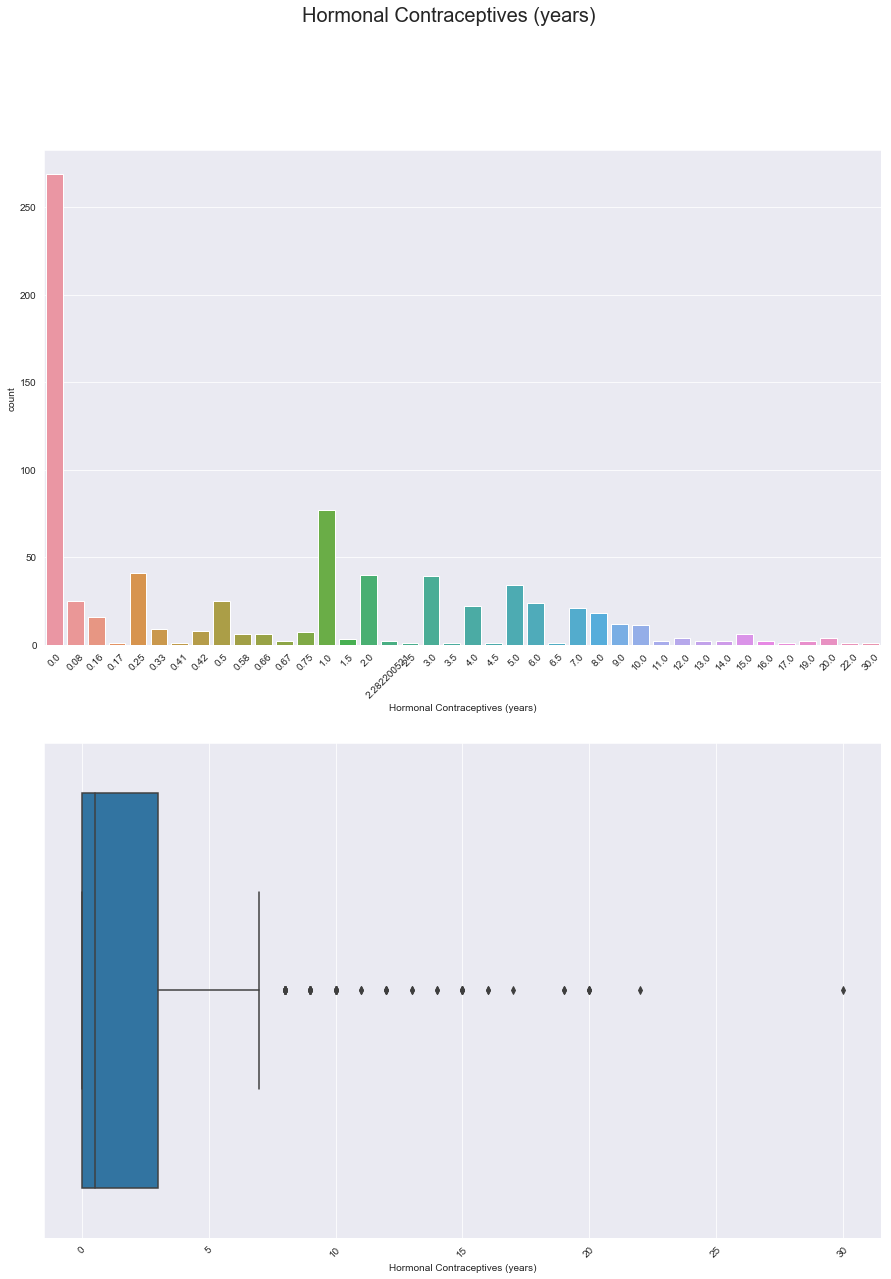 Hormonal Contraceptives (years)
250
200
150
100
50
0
count
0.0 0.08 0.16 0.17 0.25 0.33 0.41 0.42 0.5 0.58 0.66 0.67 0.75 1.0 1.5 2.0 2.282200521 2.5 3.0 3.5 4.0 4.5 5.0 6.0 6.5 7.0 8.0 9.0 10.0 11.0 12.0 13.0 14.0 15.0 16.0 17.0 19.0 20.0 22.0 30.0
Hormonal Contraceptives (years)
0 5 10 15 20 25 30
Hormonal Contraceptives (years)